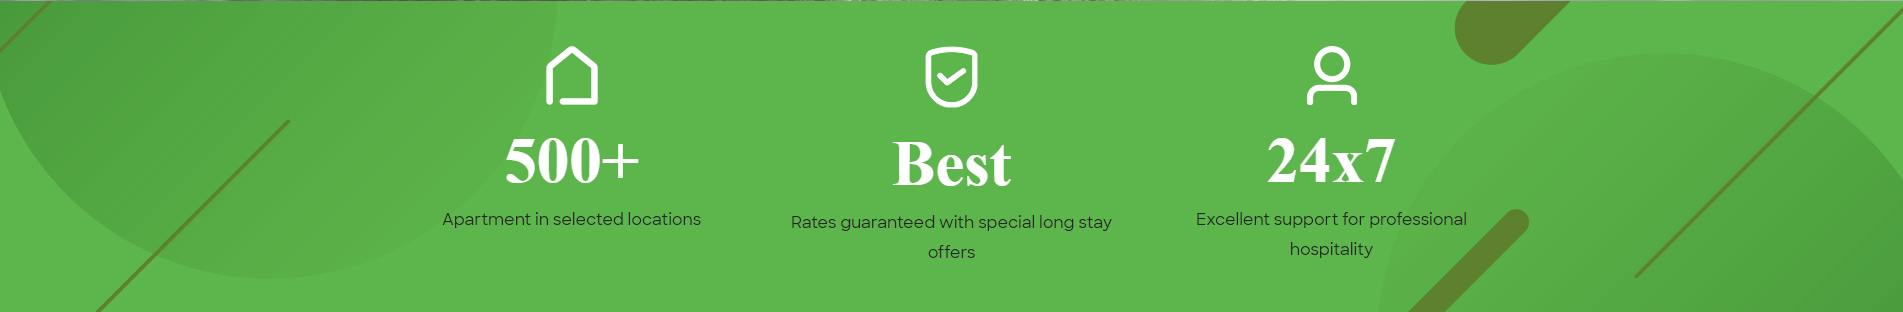 500+
Apartment in selected locations
Best
Rates guaranteed with special long stay
offers
24x7
Excellent support for professional
hospitality